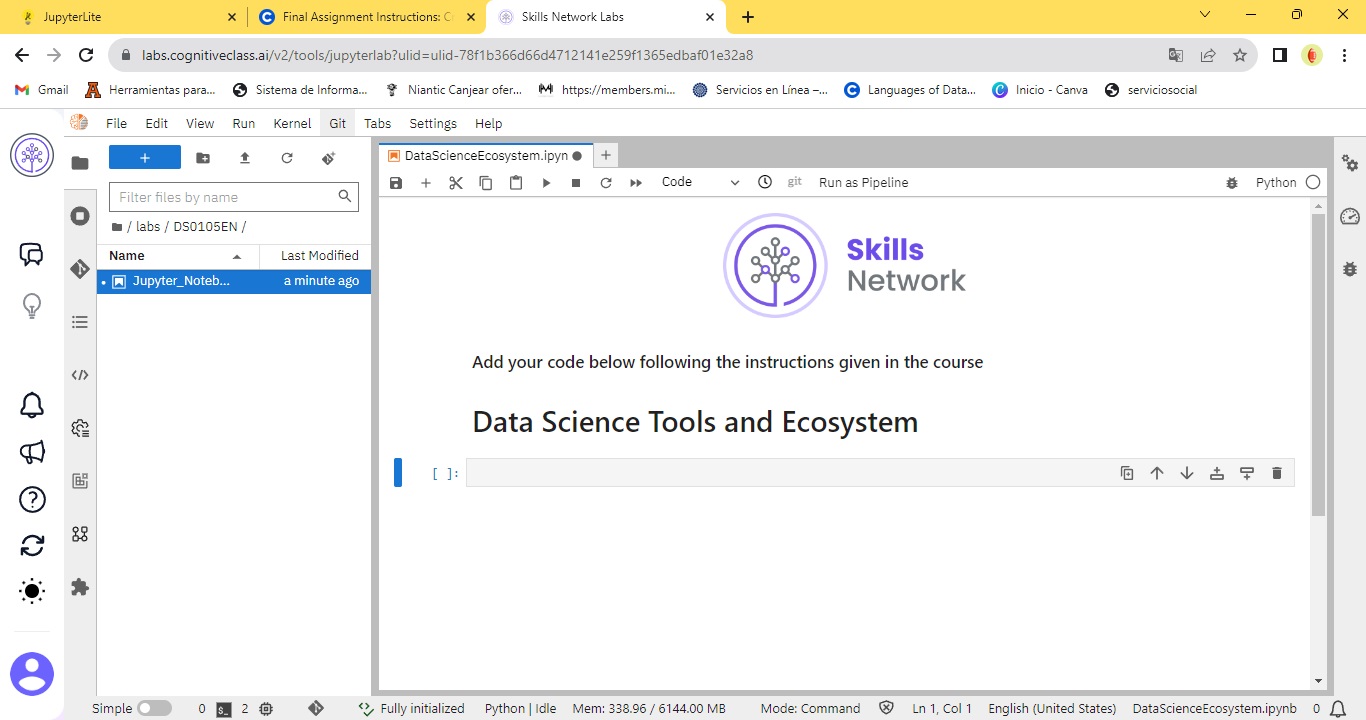 JupyterLite
Final Assignment Instructions: C
Skills Network Labs
labs.cognitiveclass.ai/v2/tools/jupyterlab?ulid=ulid-78f1b366d66d4712141e259f1365edbaf01e32a8
Gmail
Herramientas para...
Sistema de Informa...
Niantic Canjear ofer...
https://members.mi...
Servicios en Línea –...
Languages of Data...
Inicio - Canva
serviciosocial
File Edit View Run Kernel Git Tabs Settings Help
DataScienceEcosystem.ipyn
Code
git
Run as Pipeline
Python
Filter files by name
/ labs / DS0105EN /
Name Last Modified
Jupyter_Noteb... a minute ago
Skills
Network
Add your code below following the instructions given in the course
Data Science Tools and Ecosystem
[ ]:
Simple 0 $_ 2 Fully initialized Python | Idle Mem: 338.96 / 6144.00 MB Mode: Command Ln 1, Col 1 English (United States) DataScienceEcosystem.ipynb 0